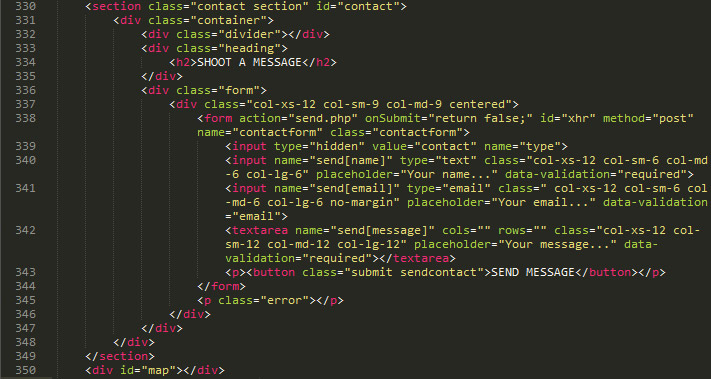 330 <section class="contact section" id="contact">
331 <div class="container">
332 <div class="divider"></div>
333 <div class="heading">
334 <h2>SHOOT A MESSAGE</h2>
335 </div>
336 <div class="form">
337 <div class="col-xs-12 col-sm-9 col-md-9 centered">
338 <form action="send.php" onSubmit="return false;" id="xhr" method="post"
name="contactform" class="contactform">
339 <input type="hidden" value="contact" name="type">
340 <input name="send[name]" type="text" class="col-xs-12 col-sm-6 col-md
-6 col-lg-6" placeholder="Your name..." data-validation="required">
341 <input name="send[email]" type="email" class=" col-xs-12 col-sm-6 col
-md-6 col-lg-6 no-margin" placeholder="Your email..." data-validation
="email">
342 <textarea name="send[message]" cols="" rows="" class="col-xs-12 col-
sm-12 col-md-12 col-lg-12" placeholder="Your message..." data-
validation="required"></textarea>
343 <p><button class="submit sendcontact">SEND MESSAGE</button></p>
344 </form>
345 <p class="error"></p>
346 </div>
347 </div>
348 </div>
349 </section>
350 <div id="map"></div>